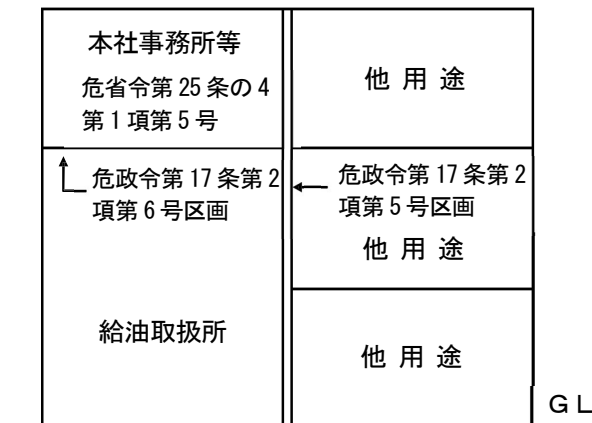 本社事務所等
危省令第25条の4
第1項第5号
他用途
危政令第17条第2
項第6号区画
危政令第17条第2
項第5号区画
他用途
給油取扱所
他用途
GL